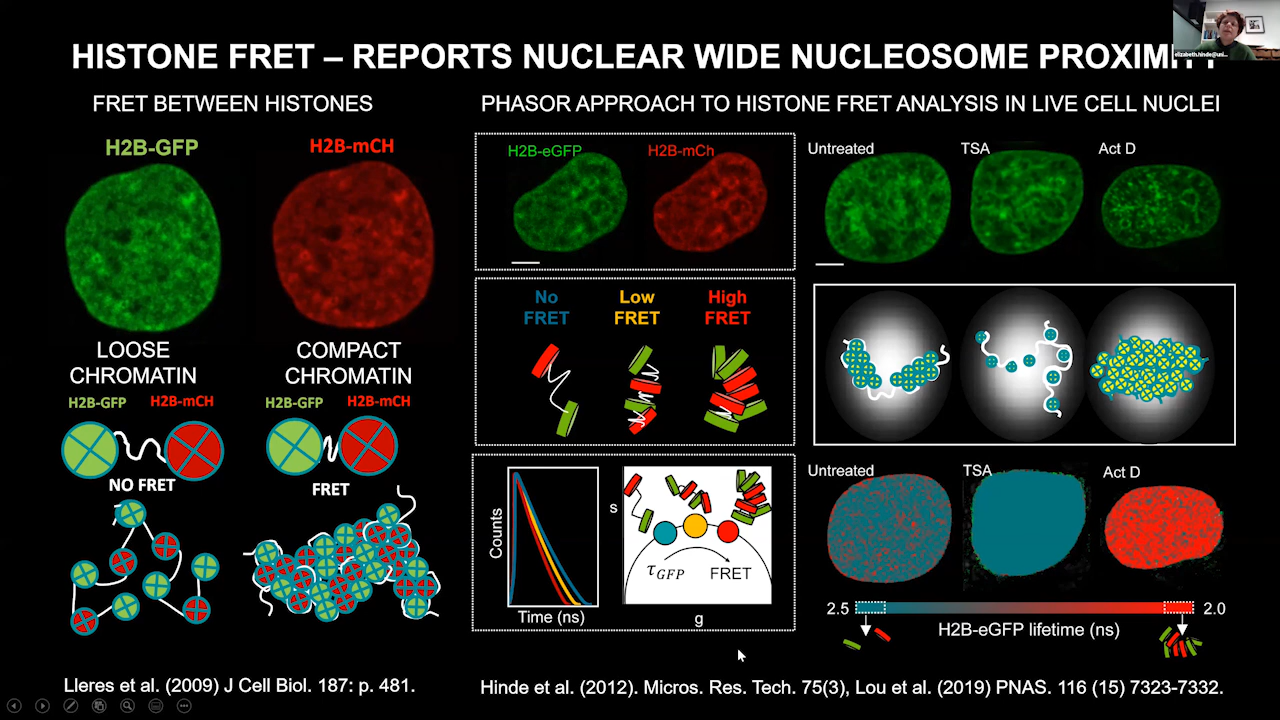 HISTONE FRET – REPORTS NUCLEAR WIDE NUCLEOSOME PROXIMITY
FRET BETWEEN HISTONES
H2B-GFP
H2B-mCH
LOOSE
CHROMATIN
COMPACT
CHROMATIN
H2B-GFP
H2B-mCH
H2B-GFP
H2B-mCH
NO FRET
FRET
Lleres et al. (2009) J Cell Biol. 187: p. 481.
PHASOR APPROACH TO HISTONE FRET ANALYSIS IN LIVE CELL NUCLEI
H2B-eGFP
H2B-mCh
No
FRET
Low
FRET
High
FRET
Counts
Time (ns)
s
τGFP
FRET
g
Untreated
TSA
Act D
Untreated
TSA
Act D
2.5
2.0
H2B-eGFP lifetime (ns)
Hinde et al. (2012). Micros. Res. Tech. 75(3), Lou et al. (2019) PNAS. 116 (15) 7323-7332.
elizabeth.hinde@uni...